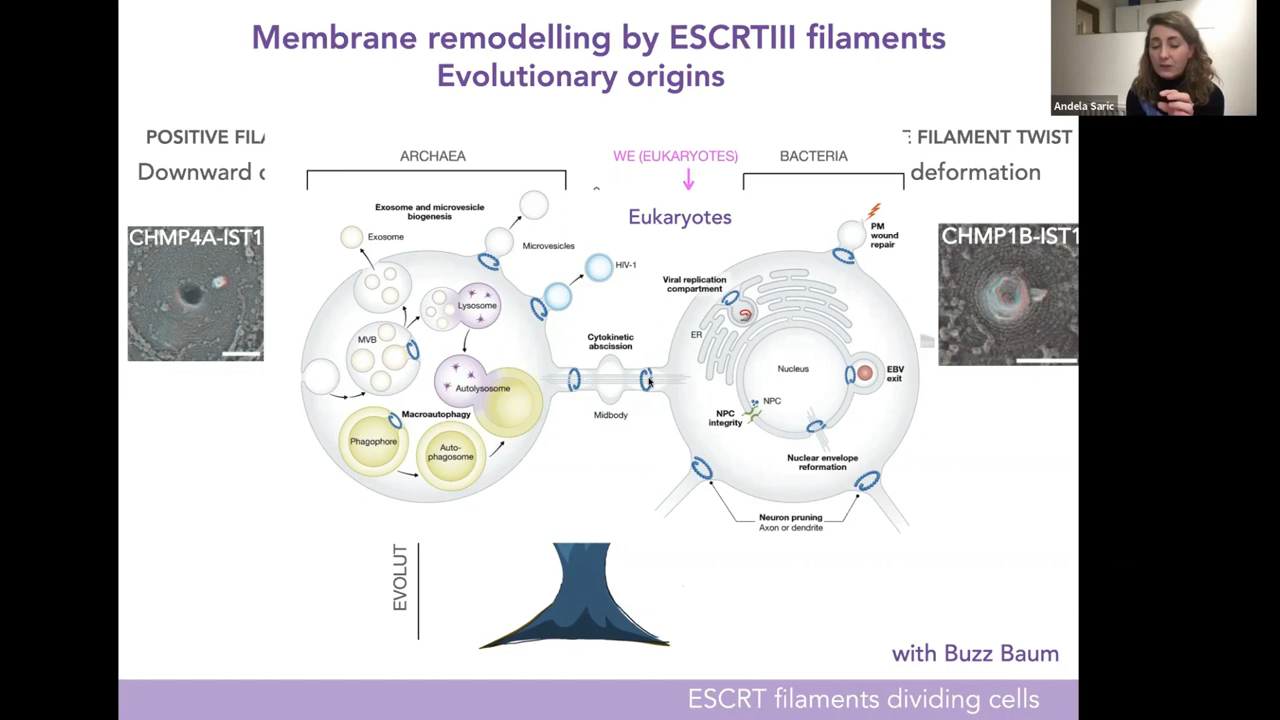 Membrane remodelling by ESCRTIII filaments
Evolutionary origins
Andela Saric
POSITIVE FILA
FILAMENT TWIST
Downward
deformation
ARCHAEA
WE (EUKARYOTES)
BACTERIA
Eukaryotes
CHMP4A-IST1
CHMP1B-IST1
Exosome and microvesicle
biogenesis
Exosome
Microvesicles
HIV-1
Lysosome
MVB
Autolysosome
Macroautophagy
Phagophore
Auto-
phagosome
Cytokinetic
abscission
Midbody
PM
wound
repair
Viral replication
compartment
ER
Nucleus
EBV
exit
NPC
NPC
integrity
Nuclear envelope
reformation
Neuron pruning
Axon or dendrite
EVOLUT
with Buzz Baum
ESCRT filaments dividing cells